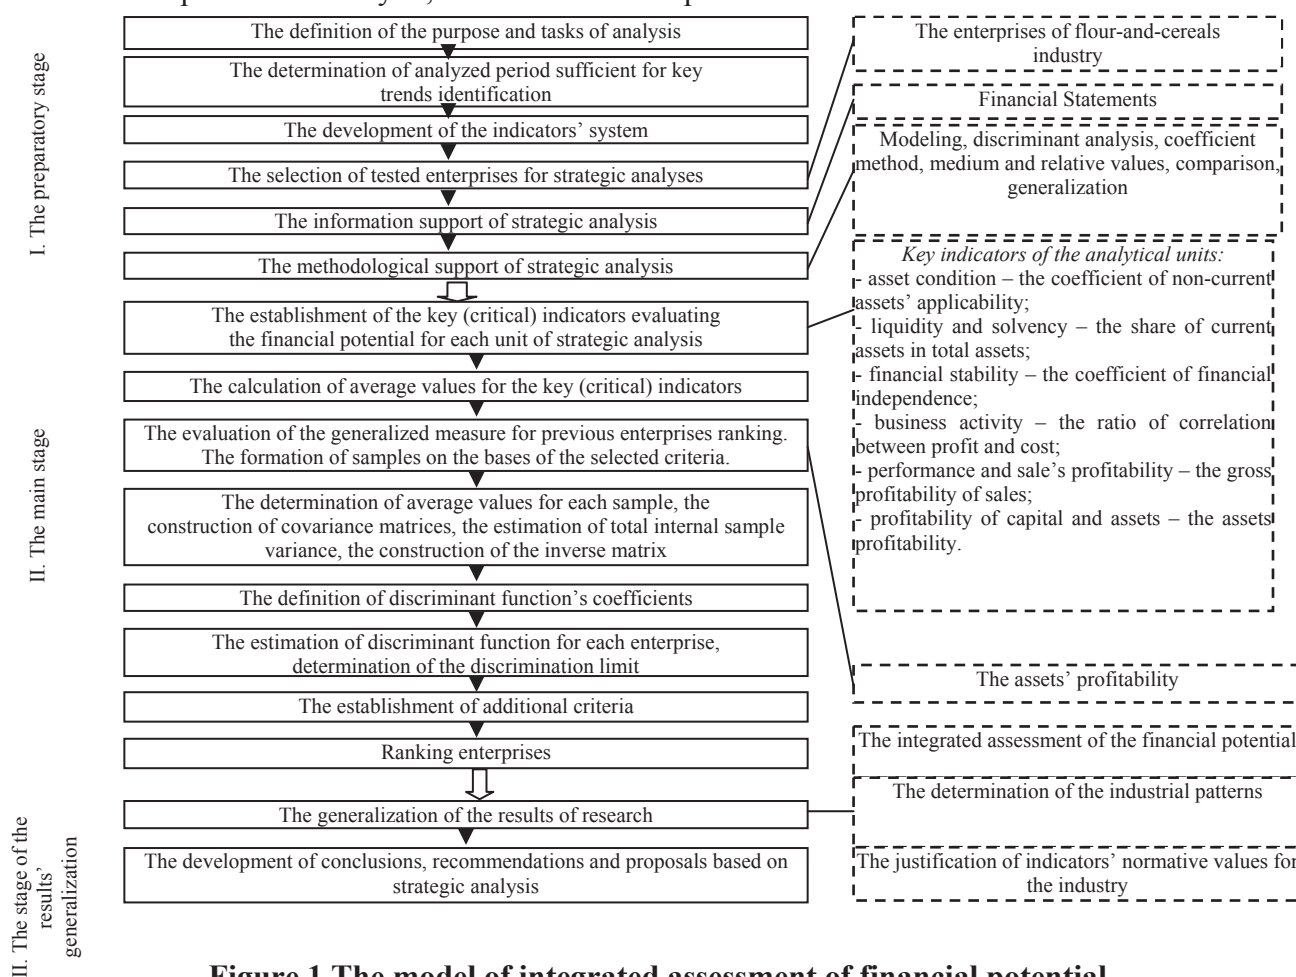 The definition of the purpose and tasks of analysis
The determination of analyzed period sufficient for key
trends identification
The development of the indicators' system
The selection of tested enterprises for strategic analyses
The information support of strategic analysis
The methodological support of strategic analysis
The establishment of the key (critical) indicators evaluating
the financial potential for each unit of strategic analysis
The calculation of average values for the key (critical) indicators
The evaluation of the generalized measure for previous enterprises ranking.
The formation of samples on the bases of the selected criteria.
The determination of average values for each sample, the
construction of covariance matrices, the estimation of total internal sample
variance, the construction of the inverse matrix
The definition of discriminant function's coefficients
The estimation of discriminant function for each enterprise,
determination of the discrimination limit
The establishment of additional criteria
Ranking enterprises
The generalization of the results of research
The development of conclusions, recommendations and proposals based on
strategic analysis
I. The preparatory stage
II. The main stage
II. The stage of the
results'
generalization
The enterprises of flour-and-cereals
industry
Financial Statements
Modeling, discriminant analysis, coefficient
method, medium and relative values, comparison,
generalization
Key indicators of the analytical units:
- asset condition – the coefficient of non-current
assets' applicability;
- liquidity and solvency – the share of current
assets in total assets;
- financial stability – the coefficient of financial
independence;
- business activity – the ratio of correlation
between profit and cost;
- performance and sale's profitability – the gross
profitability of sales;
- profitability of capital and assets – the assets
profitability.
The assets' profitability
The integrated assessment of the financial potential
The determination of the industrial patterns
The justification of indicators' normative values for
the industry
Figure 1 The model of integrated assessment of financial potential